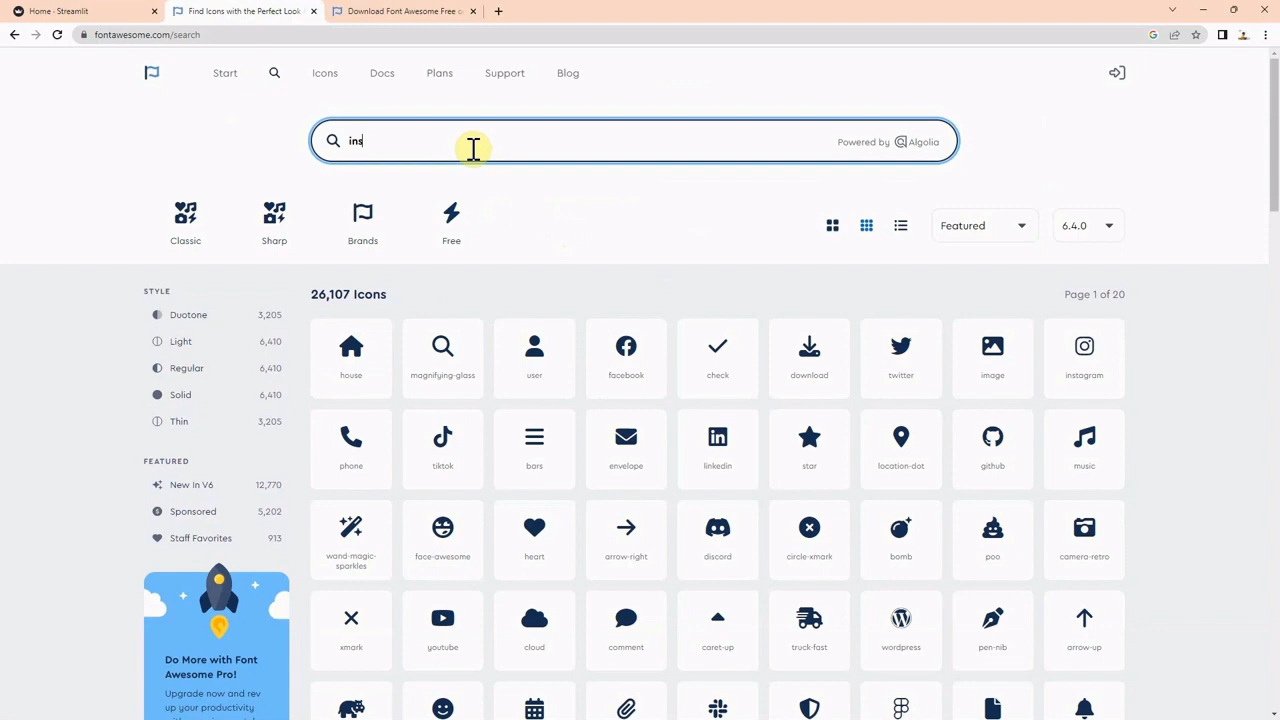 Home · Streamlit
Find Icons with the Perfect Look
Download Font Awesome Free o
fontawesome.com/search
Start
Icons
Docs
Plans
Support
Blog
ins
Powered by Algolia
Classic
Sharp
Brands
Free
Featured
6.4.0
STYLE
Duotone 3,205
Light 6,410
Regular 6,410
Solid 6,410
Thin 3,205
FEATURED
New In V6 12,770
Sponsored 5,202
Staff Favorites 913
Do More with Font
Awesome Pro!
Upgrade now and rev
up your productivity
26,107 Icons
Page 1 of 20
house
magnifying-glass
user
facebook
check
download
twitter
image
instagram
phone
tiktok
bars
envelope
linkedin
star
location-dot
github
music
wand-magic-
sparkles
face-awesome
heart
arrow-right
discord
circle-xmark
bomb
poo
camera-retro
xmark
youtube
cloud
comment
caret-up
truck-fast
wordpress
pen-nib
arrow-up